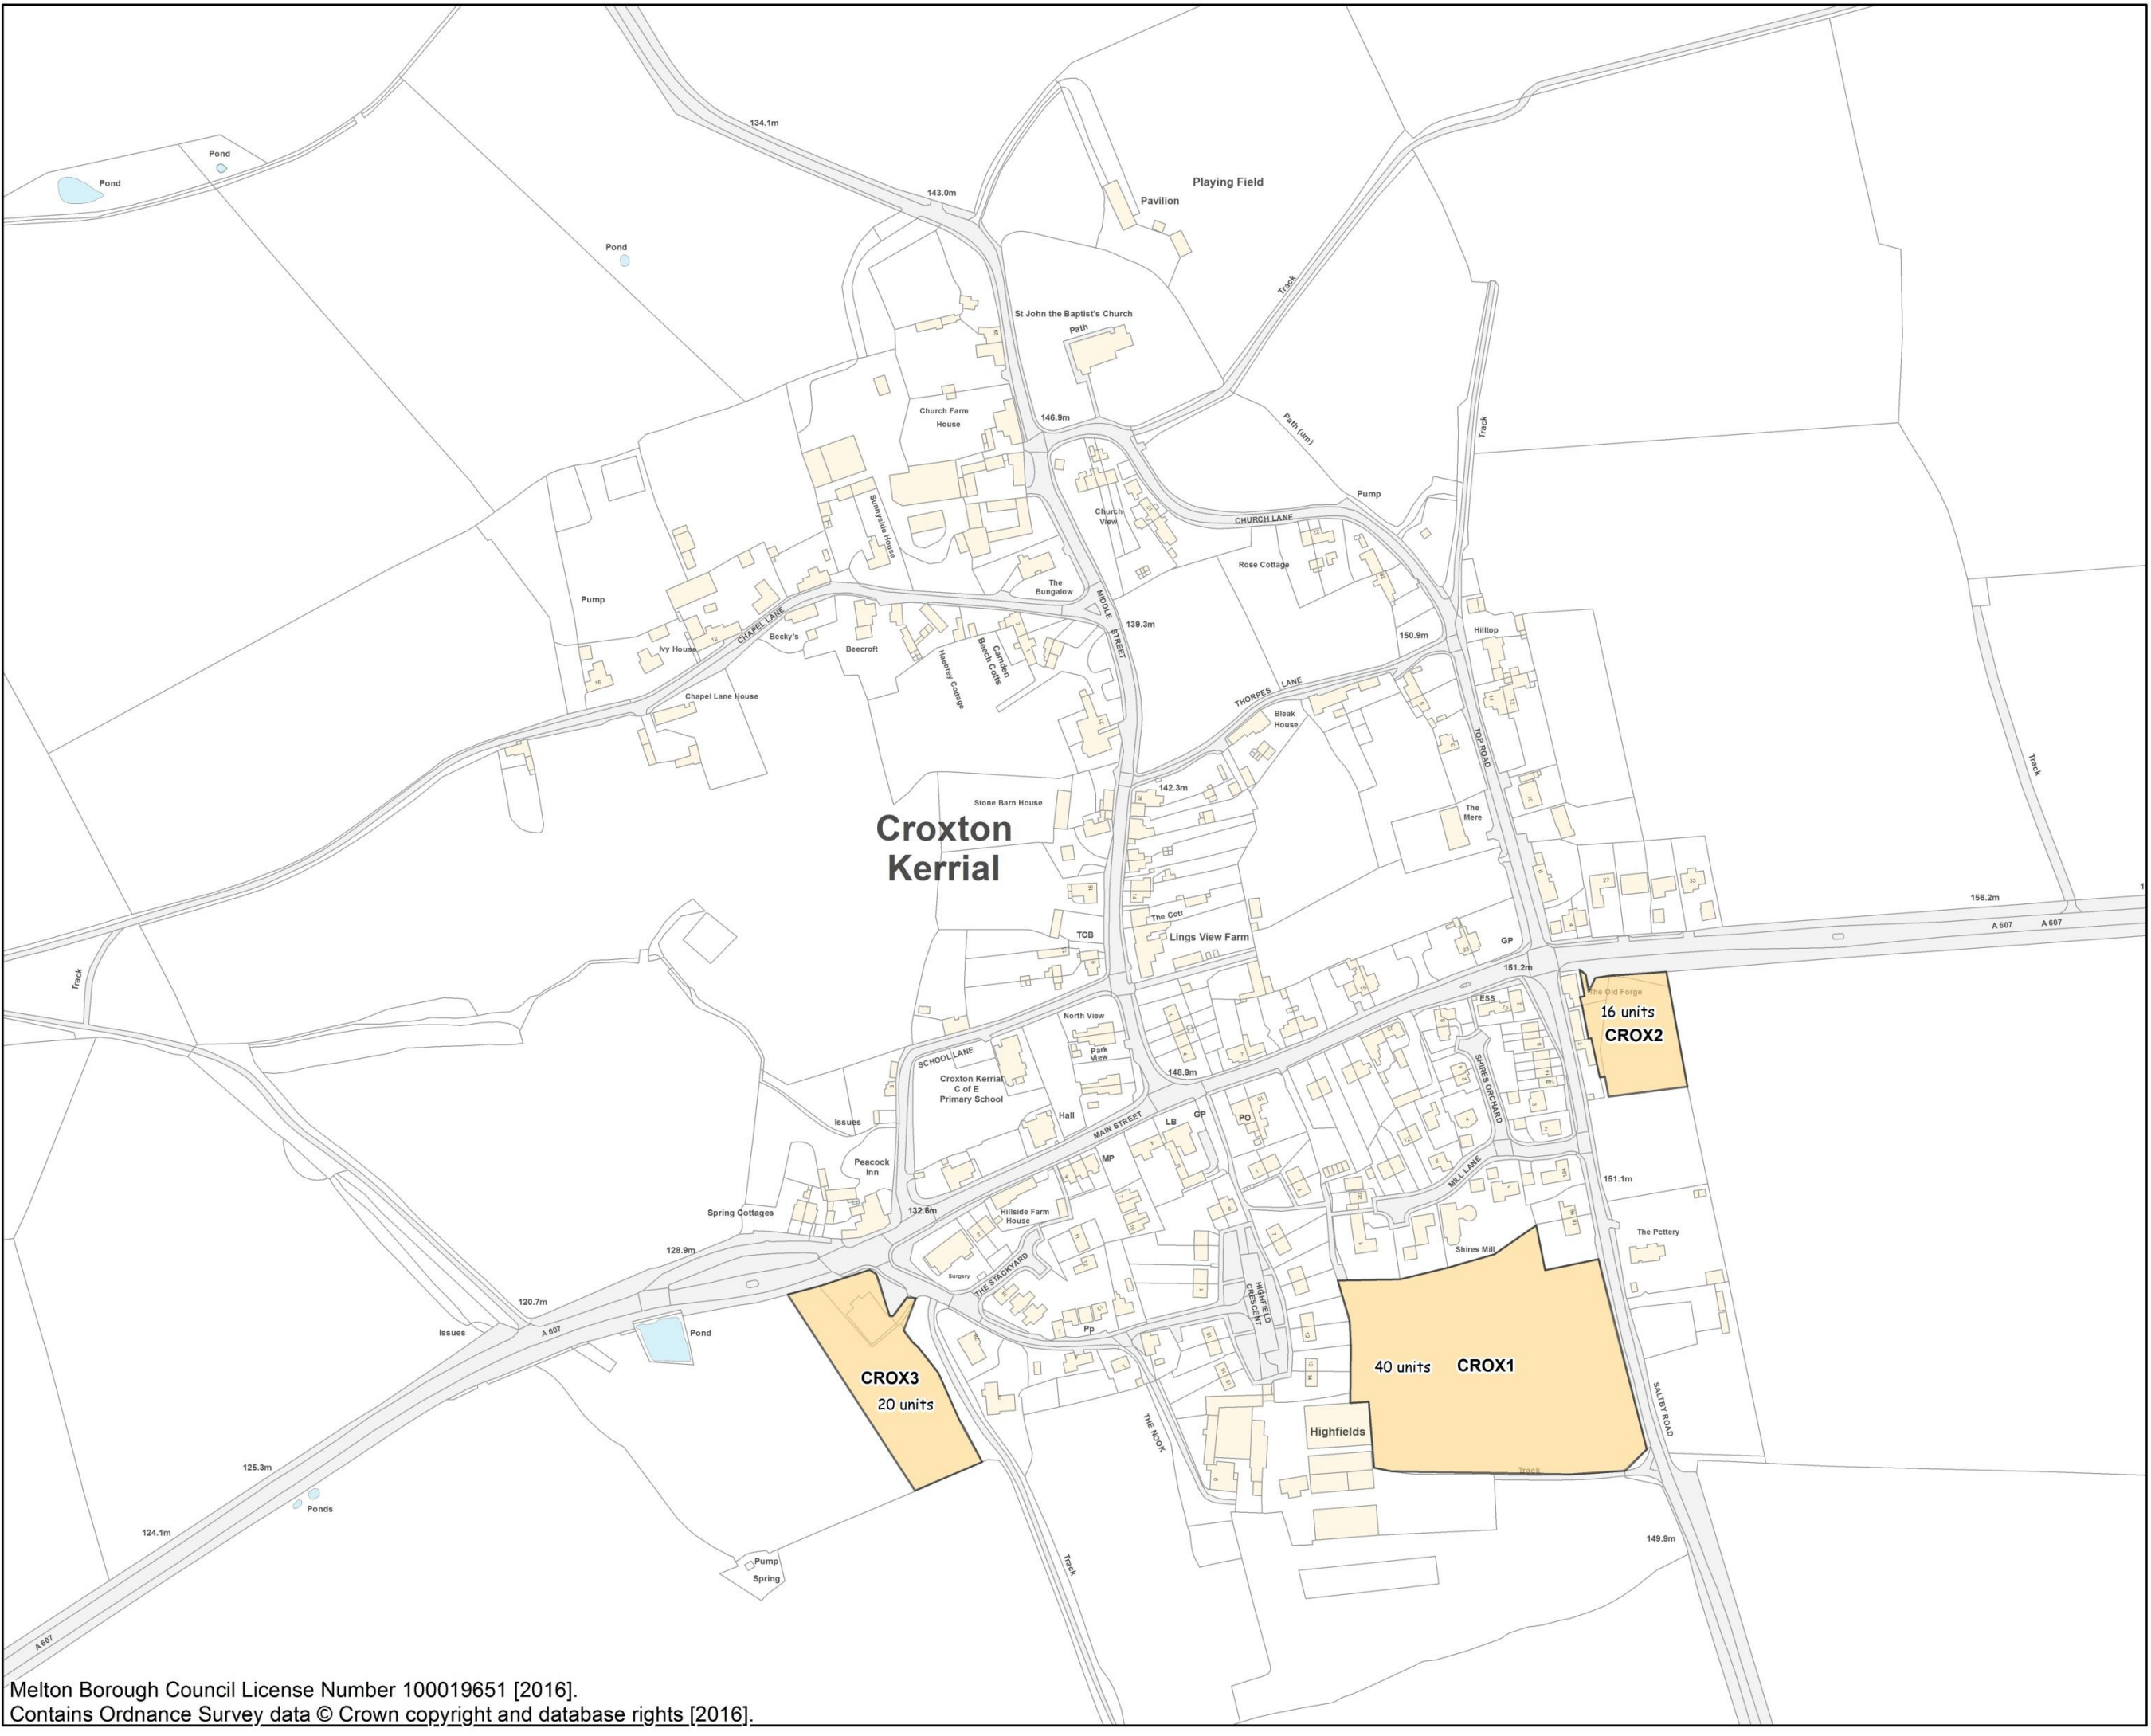 134.1m
Pond
Pond
143.0m
Playing Field
Pavilion
Pond
Track
St John the Baptist's Church
Path
Church Farm
House
146.9m
Path (um)
Track
Sunnyside House
Pump
Church
View
CHURCH LANE
Rose Cottage
The
Bungalow
Pump
MIDDLE STREET
139.3m
CHAPEL LANE
Becky's
Ivy House
Beecroft
Haebrey Cottage
Camden
Beech Cotts
150.9m
Hilltop
Chapel Lane House
THORPES LANE
Bleak
House
TOP ROAD
Track
142.3m
Stone Barn House
The
Mere
Croxton
Kerrial
156.2m
A 607
A 607
The Cott
TCB
Lings View Farm
GP
151.2m
Track
The Old Forge
16 units
CROX2
ESS
North View
Park
View
SCHOOL LANE
Croxton Kerrial
C of E
Primary School
148.9m
SHIRES ORCHARD
Issues
Hall
MAIN STREET
LB
GP
PO
MP
Peacock
Inn
MILL LANE
151.1m
Spring Cottages
132.6m
Hillside Farm
House
The Pottery
128.9m
Shires Mill
Surgery
THE STACKYARD
HIGHFIELD
CRESCENT
120.7m
Issues
A 607
Pond
Pp
CROX3
20 units
40 units
CROX1
SALTBY ROAD
THE NOOK
Highfields
Track
125.3m
Ponds
124.1m
149.9m
Pump
Spring
Track
A 607
Melton Borough Council License Number 100019651 [2016].
Contains Ordnance Survey data © Crown copyright and database rights [2016].